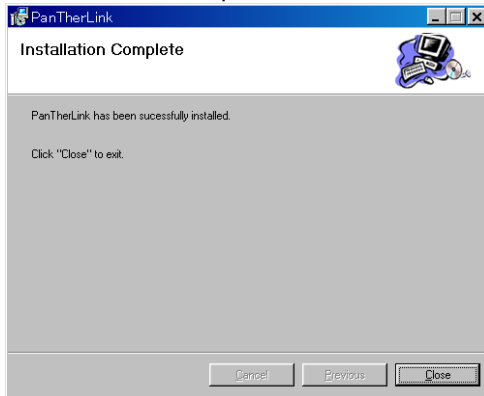 PanTherLink
Installation Complete
PanTherLink has been sucessfully installed.
Click "Close" to exit.
Cancel Previous Close